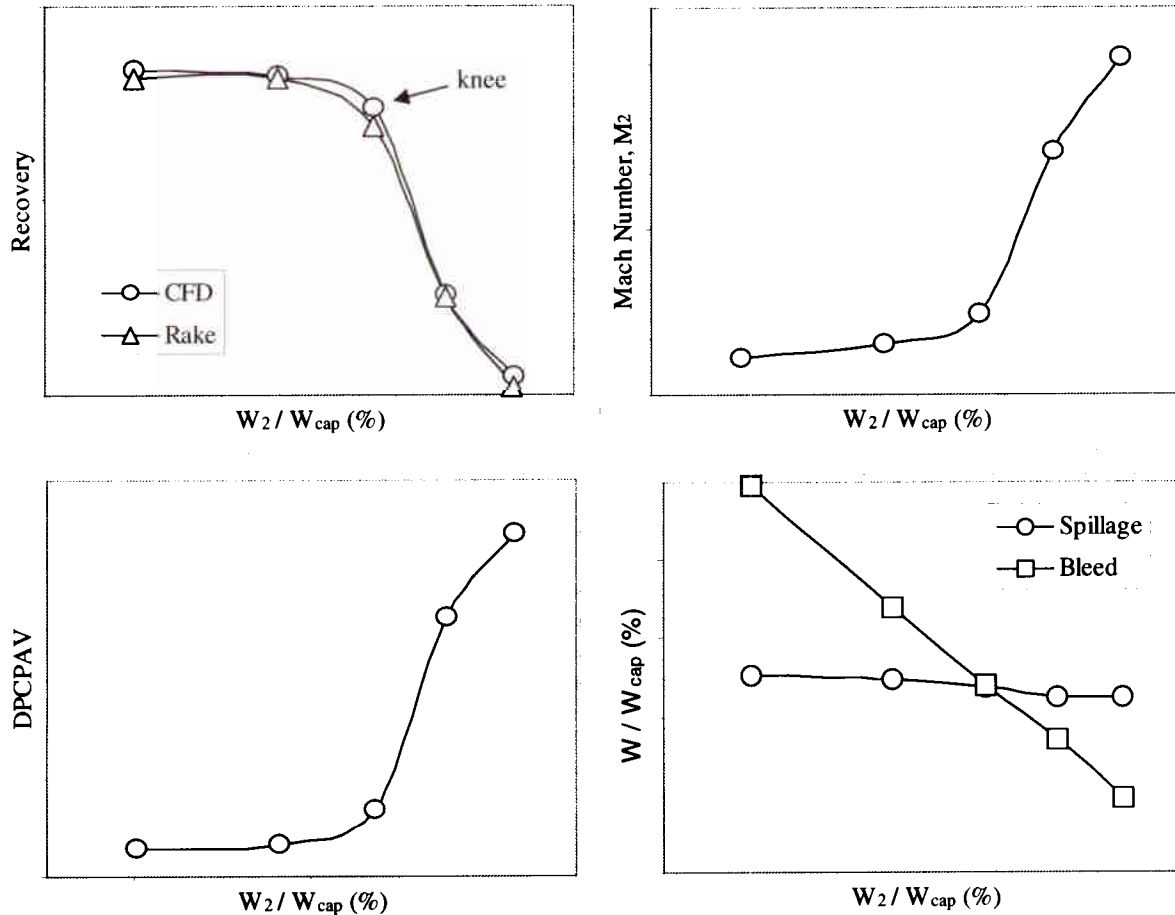 Recovery
knee
CFD
Rake
W2 / Wcap (%)
Mach Number, M2
W2 / Wcap (%)
DPCPAV
W2 / Wcap (%)
W / Wcap (%)
Spillage
Bleed
W2 / Wcap (%)